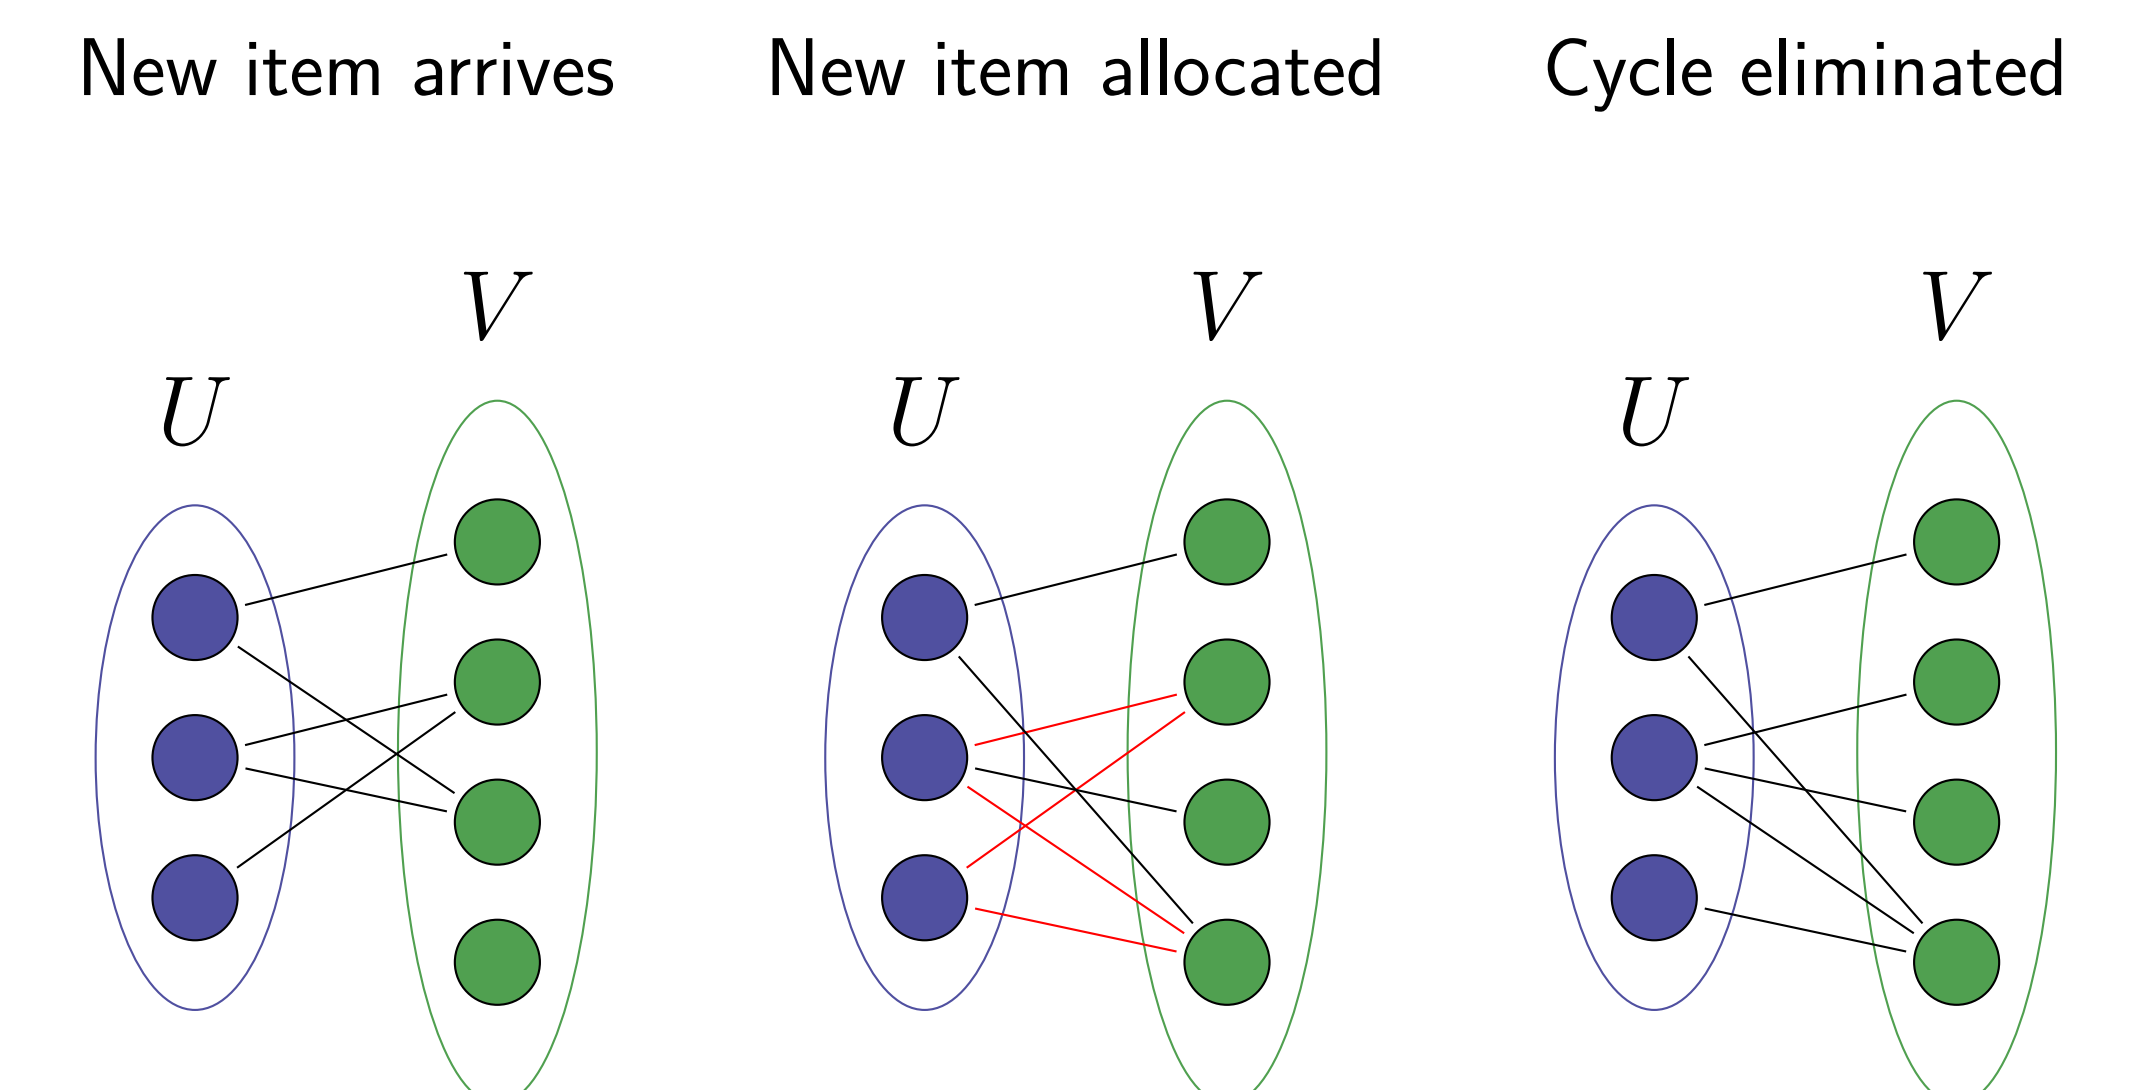 New item arrives
New item allocated
Cycle eliminated
V
U
V
U
V
U